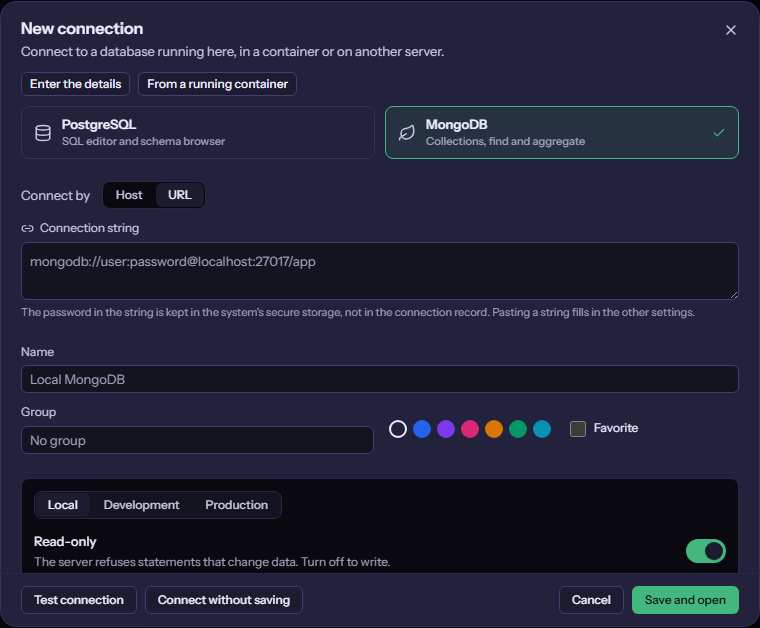 New connection
Connect to a database running here, in a container or on another server.
Enter the details
From a running container
PostgreSQL
SQL editor and schema browser
MongoDB
Collections, find and aggregate
Connect by
Host
URL
Connection string
mongodb://user:password@localhost:27017/app
The password in the string is kept in the system's secure storage, not in the connection record. Pasting a string fills in the other settings.
Name
Local MongoDB
Group
No group
Favorite
Local
Development
Production
Read-only
The server refuses statements that change data. Turn off to write.
Test connection
Connect without saving
Cancel
Save and open